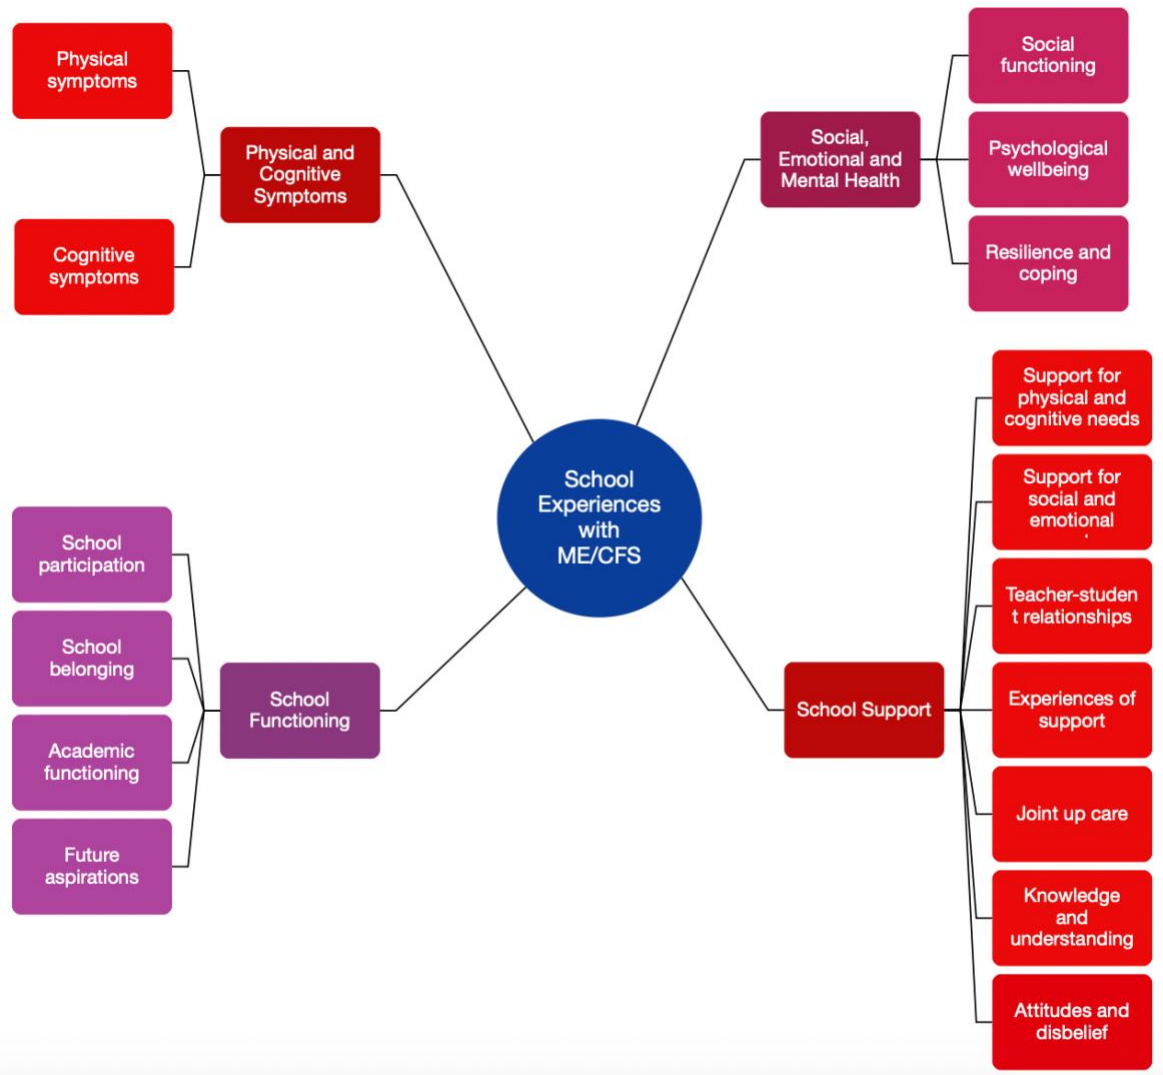 Physical
symptoms
Cognitive
symptoms
Physical and
Cognitive
Symptoms
Social,
Emotional and
Mental Health
Social
functioning
Psychological
wellbeing
Resilience and
coping
School
Experiences
with
ME/CFS
School
participation
School
belonging
Academic
functioning
Future
aspirations
School
Functioning
School Support
Support for
physical and
cognitive needs
Support for
social and
emotional
Teacher-studen
t relationships
Experiences of
support
Joint up care
Knowledge
and
understanding
Attitudes and
disbelief